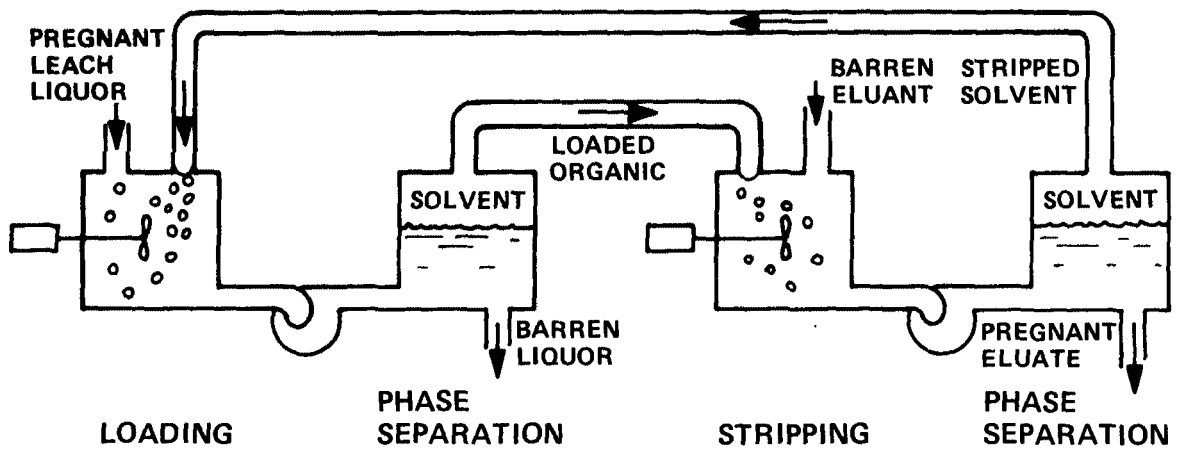 PREGNANT
LEACH
LIQUOR
BARREN
ELUANT
STRIPPED
SOLVENT
LOADED
ORGANIC
SOLVENT
SOLVENT
BARREN
LIQUOR
PREGNANT
ELUATE
LOADING
PHASE
SEPARATION
STRIPPING
PHASE
SEPARATION